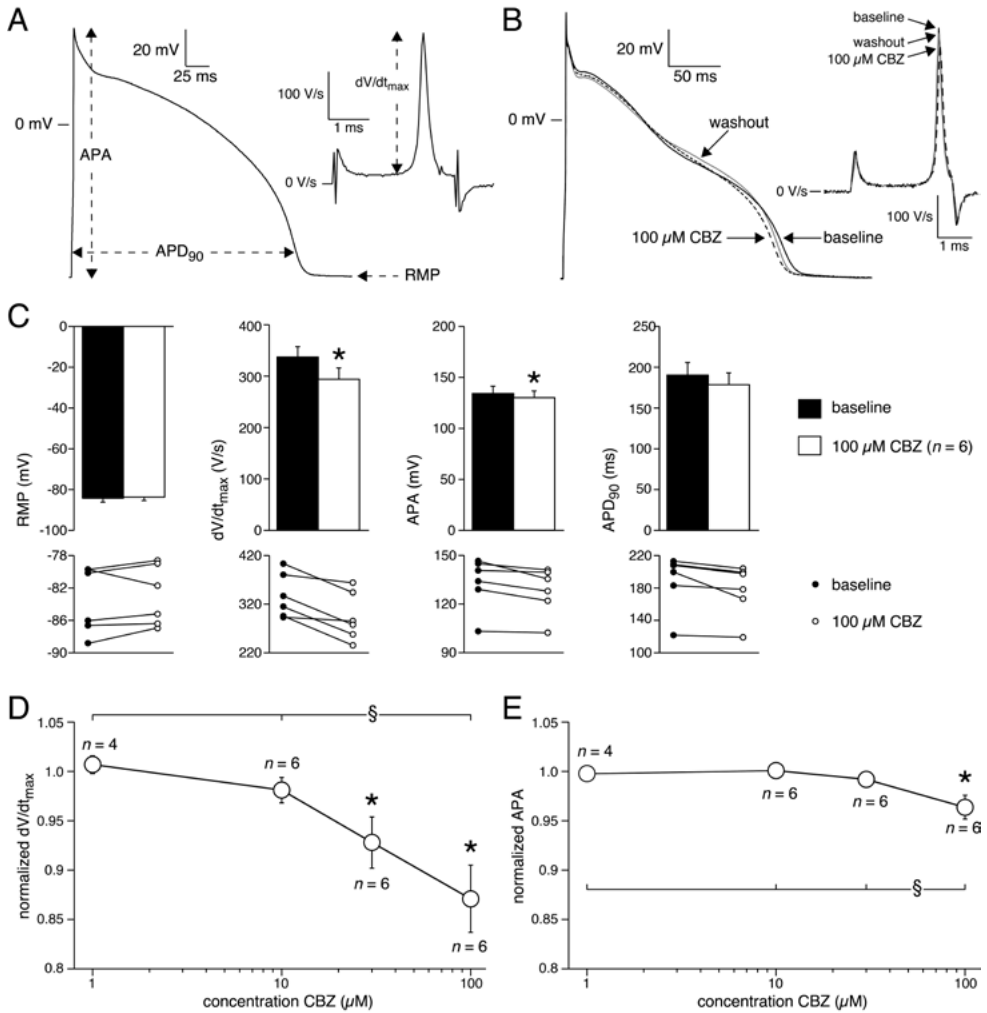 A
20 mV
25 ms
dV/dtmax
100 V/s
1 ms
0 mV
APA
0 V/s
APD90
RMP
B
20 mV
50 ms
baseline
washout
100 µM CBZ
washout
0 V/s
100 V/s
1 ms
0 mV
100 µM CBZ
baseline
C
RMP (mV)
0
-20
-40
-60
-80
-100
-78
-82
-86
-90
dV/dtmax (V/s)
400
300
200
100
0
420
320
220
APA (mV)
200
150
100
50
0
150
130
110
90
APD90 (ms)
250
200
150
100
50
0
220
180
140
100
baseline
100 µM CBZ (n = 6)
baseline
100 µM CBZ
*
*
D
normalized dV/dtmax
1.05
1.0
0.95
0.9
0.85
0.8
§
n = 4
n = 6
*
n = 6
*
n = 6
1
10
100
concentration CBZ (µM)
E
normalized APA
1.05
1.0
0.95
0.9
0.85
0.8
n = 4
n = 6
n = 6
*
n = 6
§
1
10
100
concentration CBZ (µM)